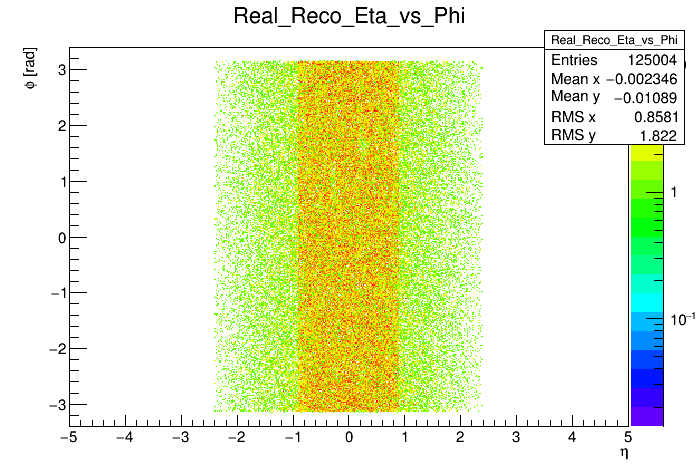 Real_Reco_Eta_vs_Phi
Real_Reco_Eta_vs_Phi
Entries 125004
Mean x −0.002346
Mean y −0.01089
RMS x 0.8581
RMS y 1.822
ϕ [rad]
3
2
1
0
−1
−2
−3
1
10⁻¹
−5 −4 −3 −2 −1 0 1 2 3 4 5
η